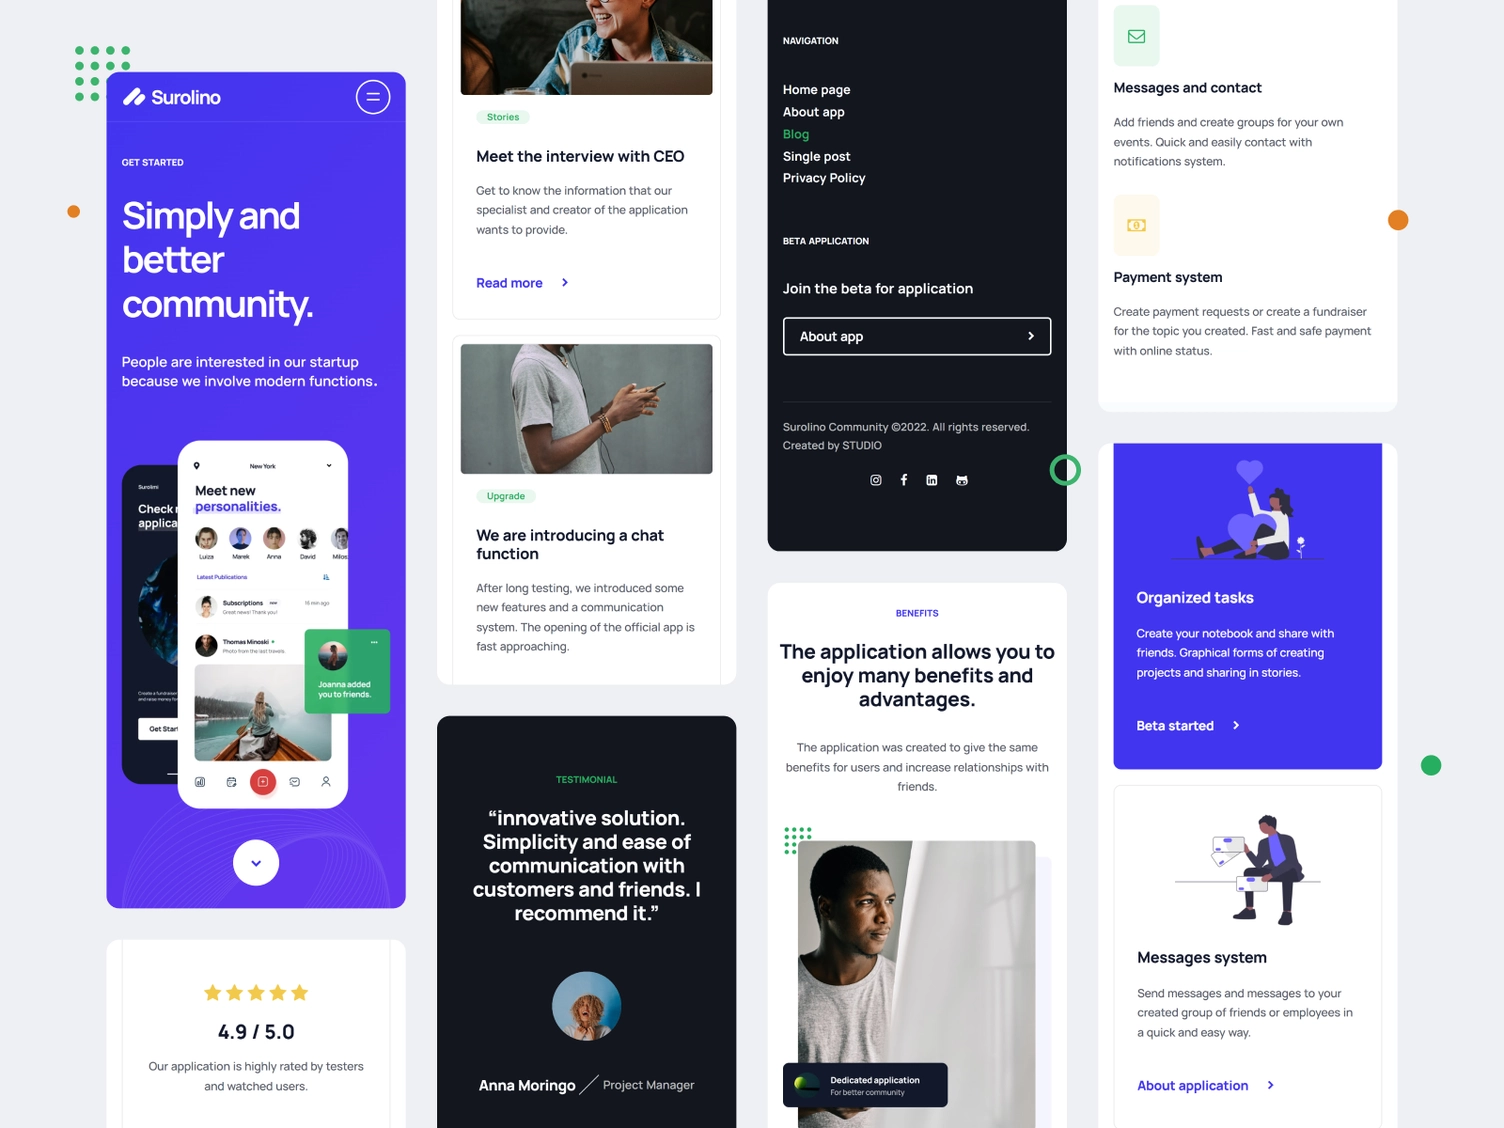 Surolino
GET STARTED
Simply and
better
community.
People are interested in our startup
because we involve modern functions.
New York
Meet new
personalities.
Luiza
Marek
Anna
David
Latest Publications
Subscriptions
16 min ago
Great news! Thank you!
Thomas Minoski
Photo from the last travels.
Joanna added
you to friends.
Surolimi
Check
applica
Create a fundraiser
and raise money for
Get Star
4.9 / 5.0
Our application is highly rated by testers
and watched users.
Stories
Meet the interview with CEO
Get to know the information that our
specialist and creator of the application
wants to provide.
Read more
Upgrade
We are introducing a chat
function
After long testing, we introduced some
new features and a communication
system. The opening of the official app is
fast approaching.
TESTIMONIAL
“innovative solution.
Simplicity and ease of
communication with
customers and friends. I
recommend it.”
Anna Moringo
Project Manager
NAVIGATION
Home page
About app
Blog
Single post
Privacy Policy
BETA APPLICATION
Join the beta for application
About app
Surolino Community ©2022. All rights reserved.
Created by STUDIO
BENEFITS
The application allows you to
enjoy many benefits and
advantages.
The application was created to give the same
benefits for users and increase relationships with
friends.
Dedicated application
For better community
Messages and contact
Add friends and create groups for your own
events. Quick and easily contact with
notifications system.
Payment system
Create payment requests or create a fundraiser
for the topic you created. Fast and safe payment
with online status.
Organized tasks
Create your notebook and share with
friends. Graphical forms of creating
projects and sharing in stories.
Beta started
Messages system
Send messages and messages to your
created group of friends or employees in
a quick and easy way.
About application